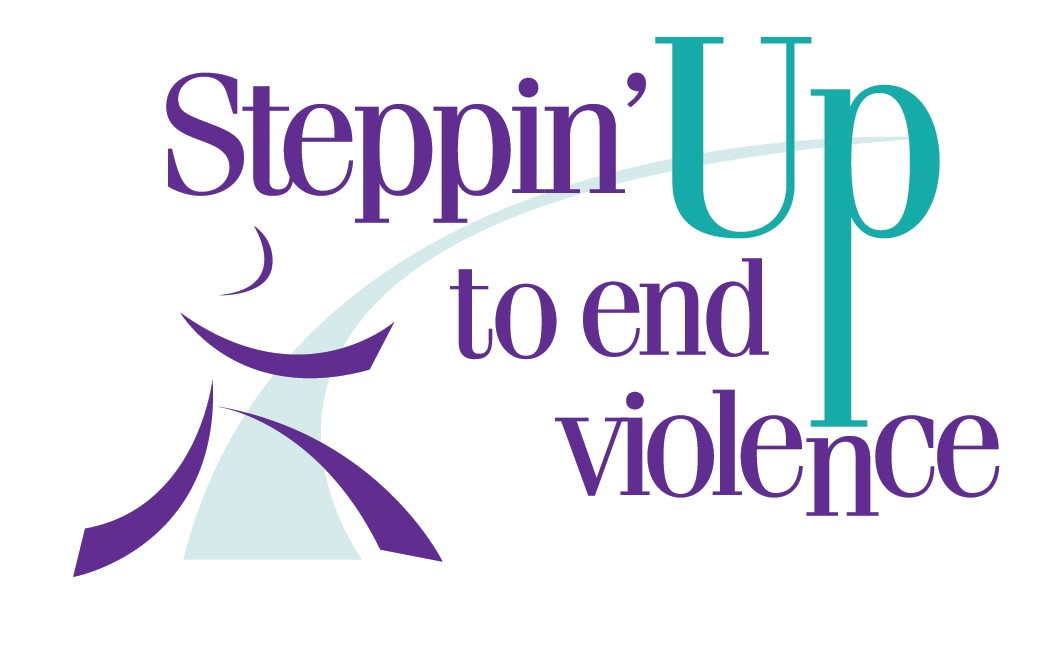 Steppin’ Up
to end
violence